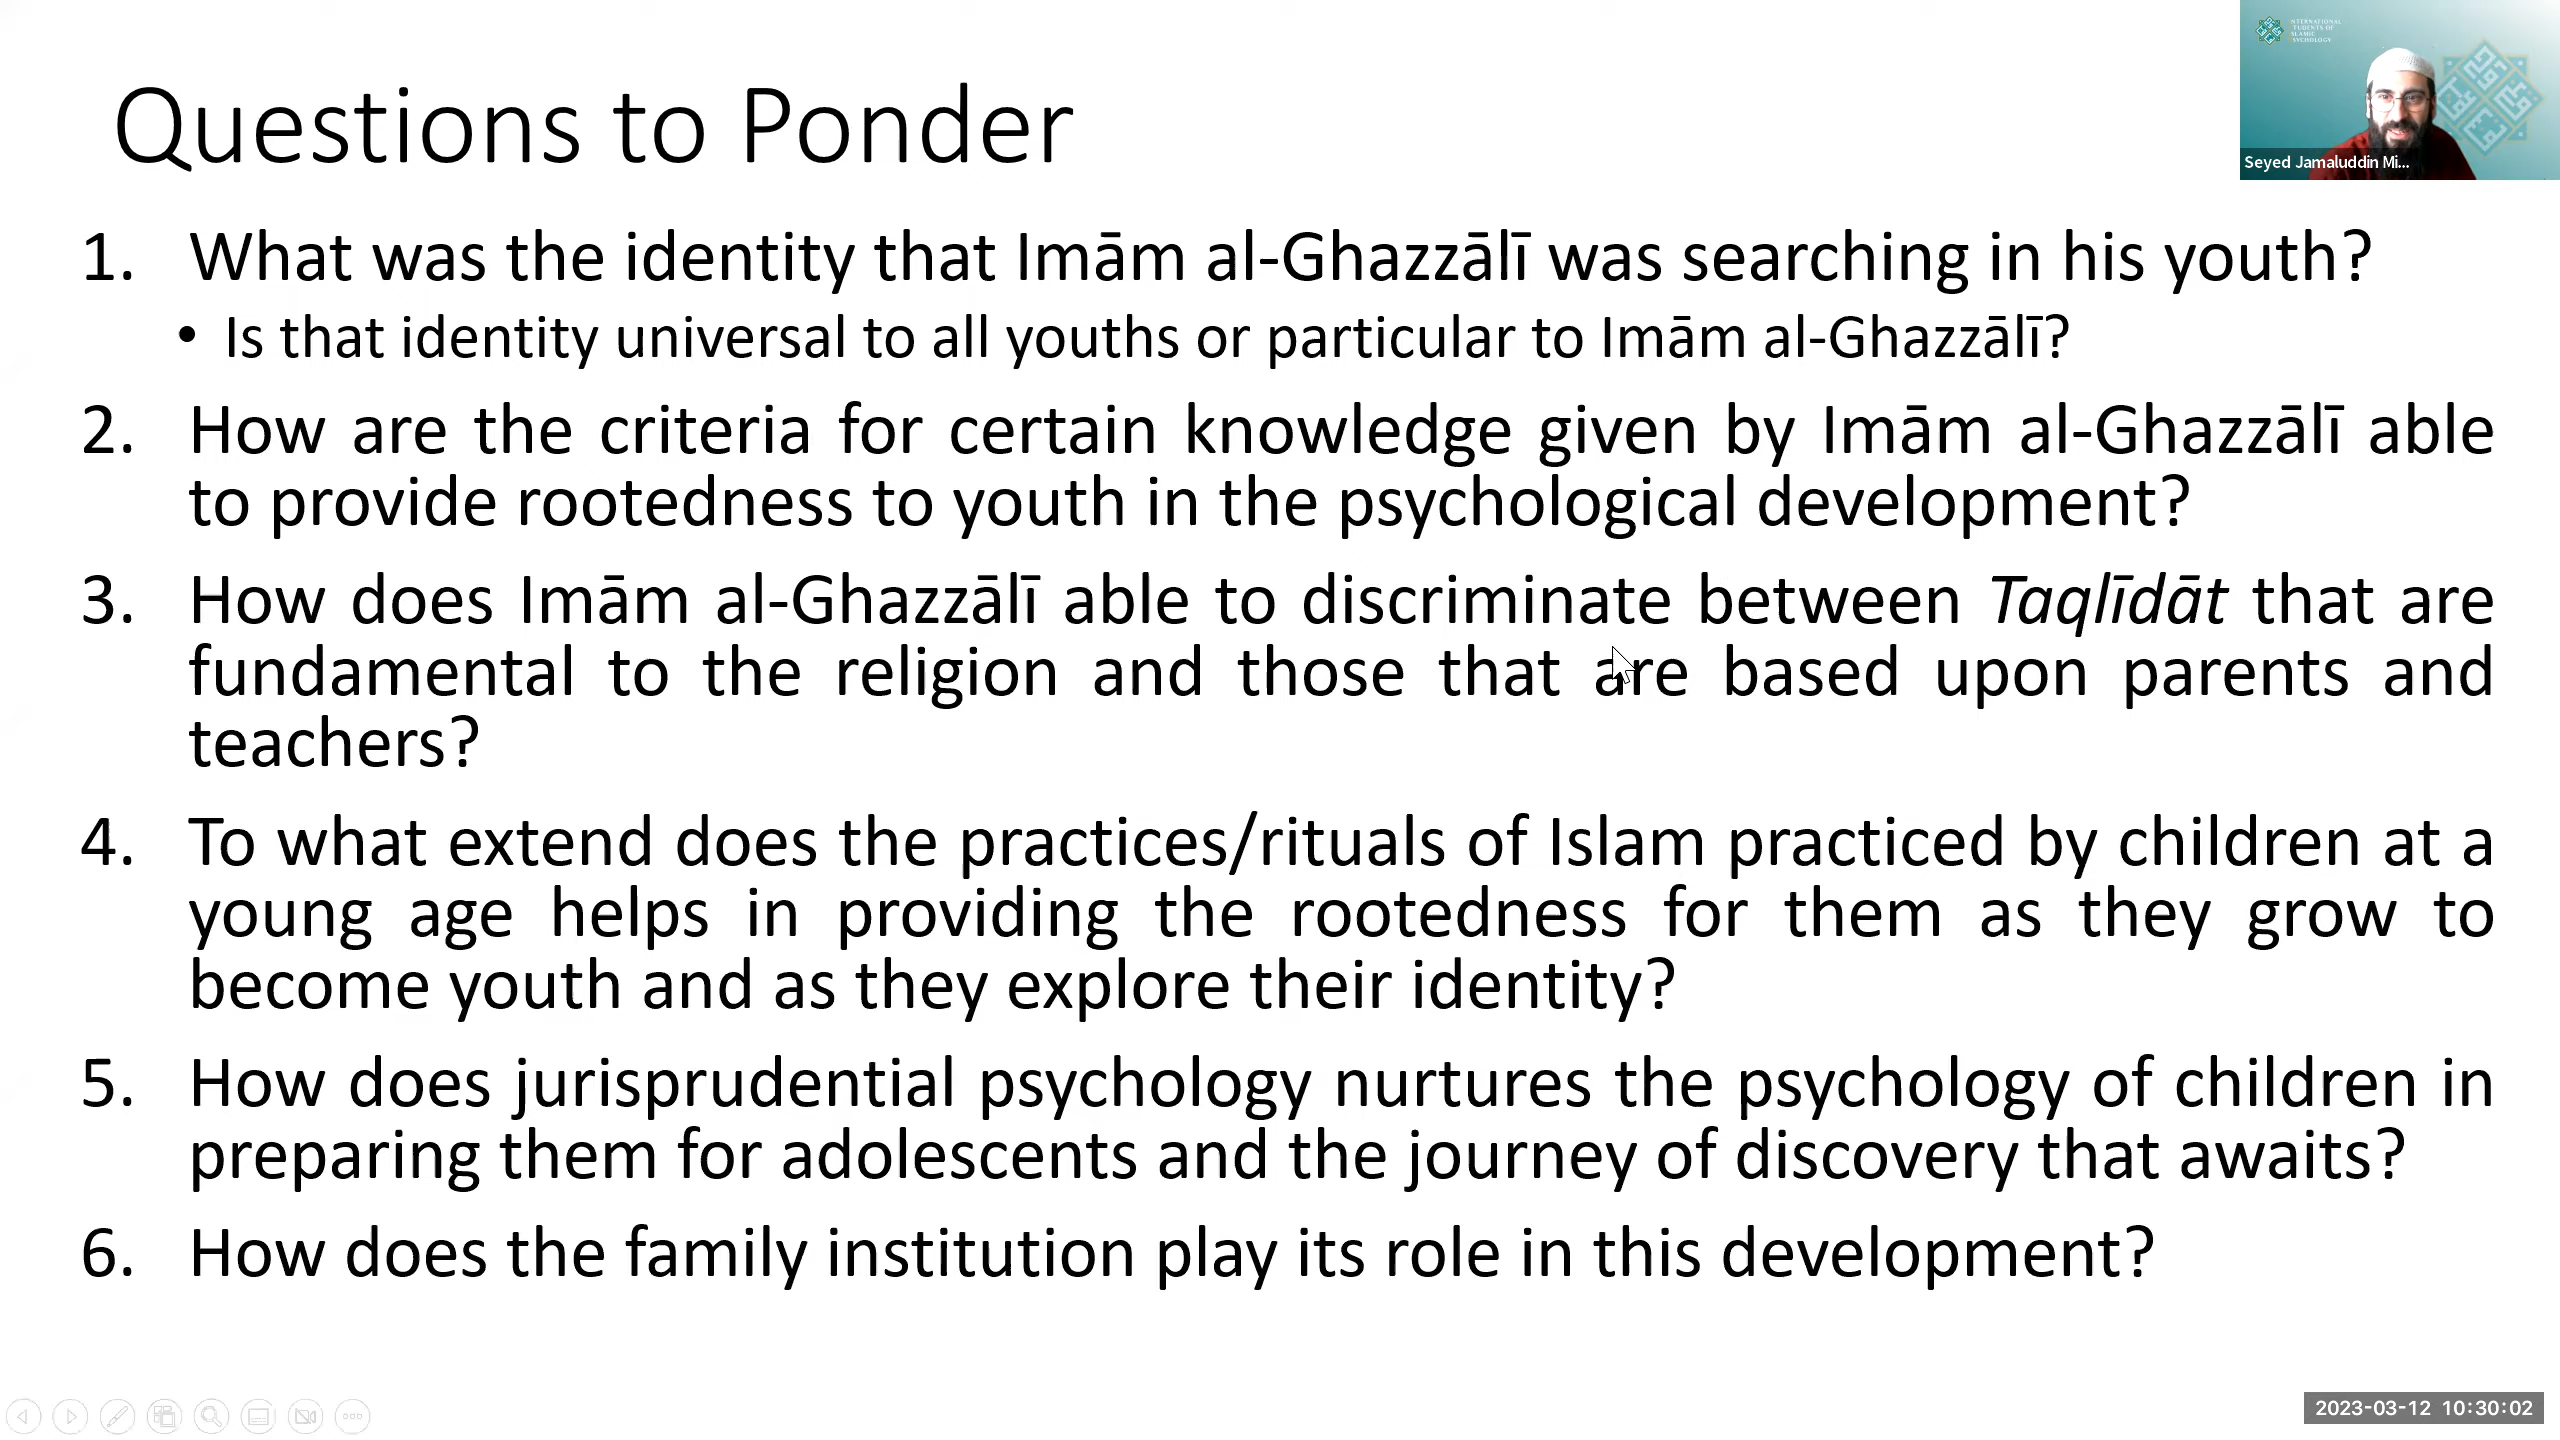 Questions to Ponder
INTERNATIONAL
STUDENTS OF
ISLAMIC
PSYCHOLOGY
Seyed Jamaluddin Mi...
1. What was the identity that Imām al-Ghazzālī was searching in his youth?
• Is that identity universal to all youths or particular to Imām al-Ghazzālī?
2. How are the criteria for certain knowledge given by Imām al-Ghazzālī able
to provide rootedness to youth in the psychological development?
3. How does Imām al-Ghazzālī able to discriminate between Taqlīdāt that are
fundamental to the religion and those that are based upon parents and
teachers?
4. To what extend does the practices/rituals of Islam practiced by children at a
young age helps in providing the rootedness for them as they grow to
become youth and as they explore their identity?
5. How does jurisprudential psychology nurtures the psychology of children in
preparing them for adolescents and the journey of discovery that awaits?
6. How does the family institution play its role in this development?
2023-03-12 10:30:02